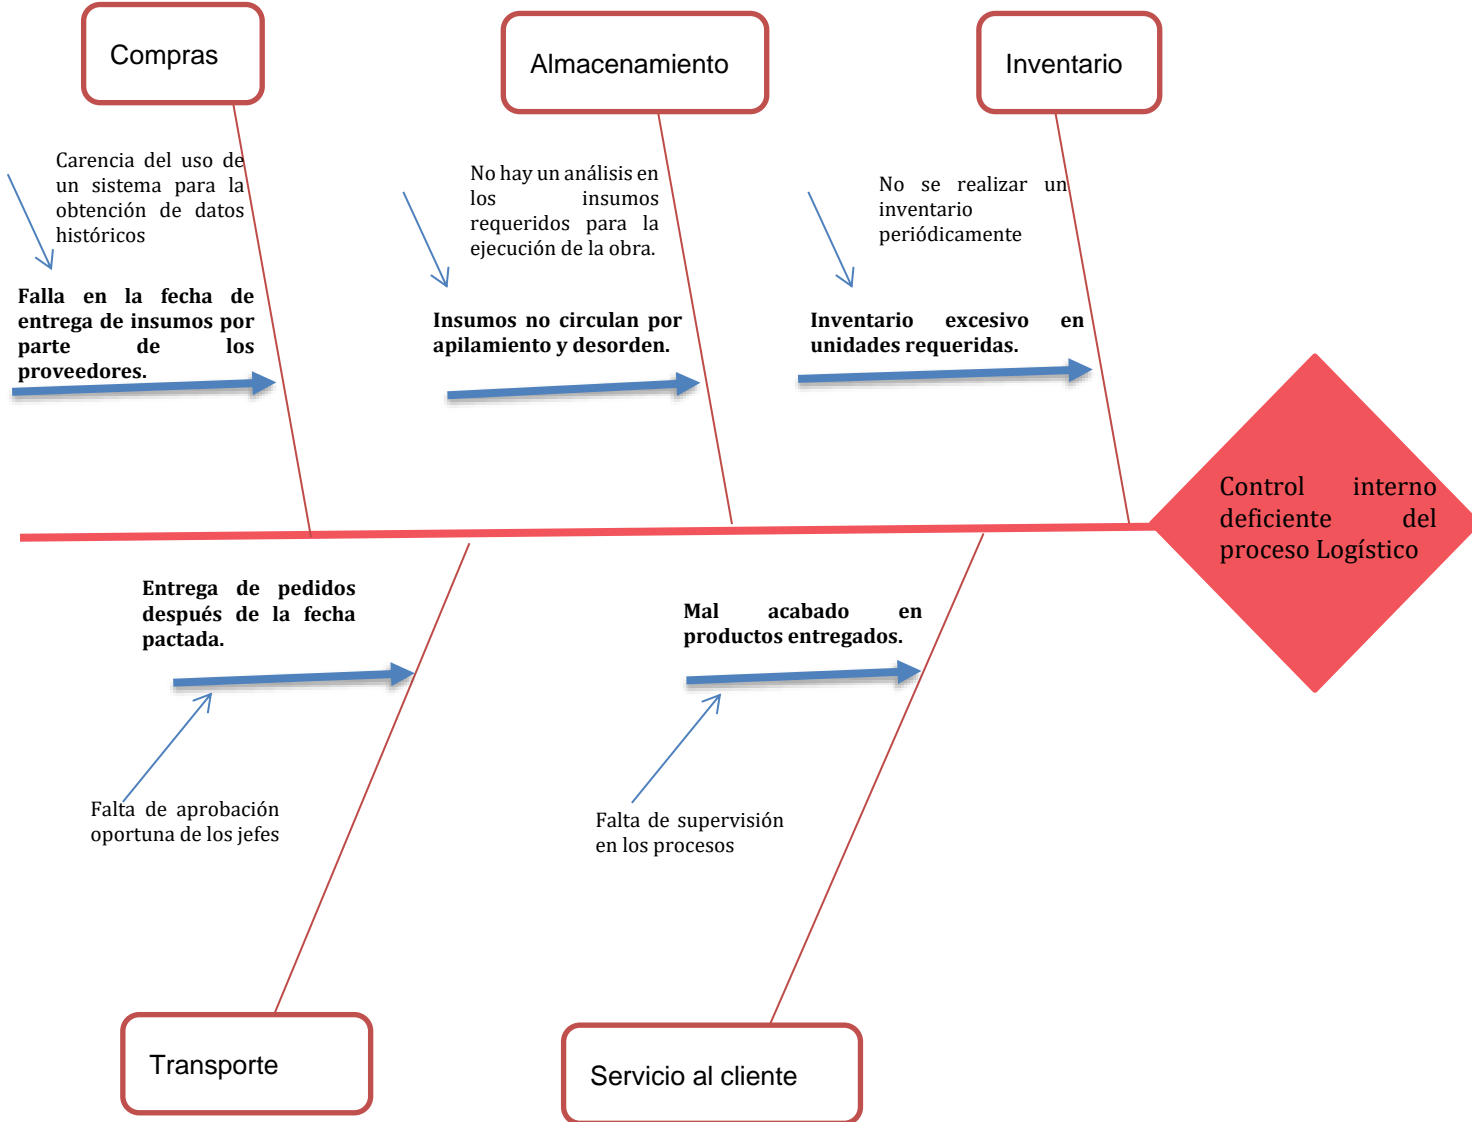 Compras
Almacenamiento
Inventario
Carencia del uso de
un sistema para la
obtención de datos
históricos
No hay un análisis en
los insumos
requeridos para la
ejecución de la obra.
No se realizar un
inventario
periódicamente
Falla en la fecha de
entrega de insumos por
parte de los
proveedores.
Insumos no circulan por
apilamiento y desorden.
Inventario excesivo en
unidades requeridas.
Control interno
deficiente del
proceso Logístico
Entrega de pedidos
después de la fecha
pactada.
Mal acabado en
productos entregados.
Falta de aprobación
oportuna de los jefes
Falta de supervisión
en los procesos
Transporte
Servicio al cliente